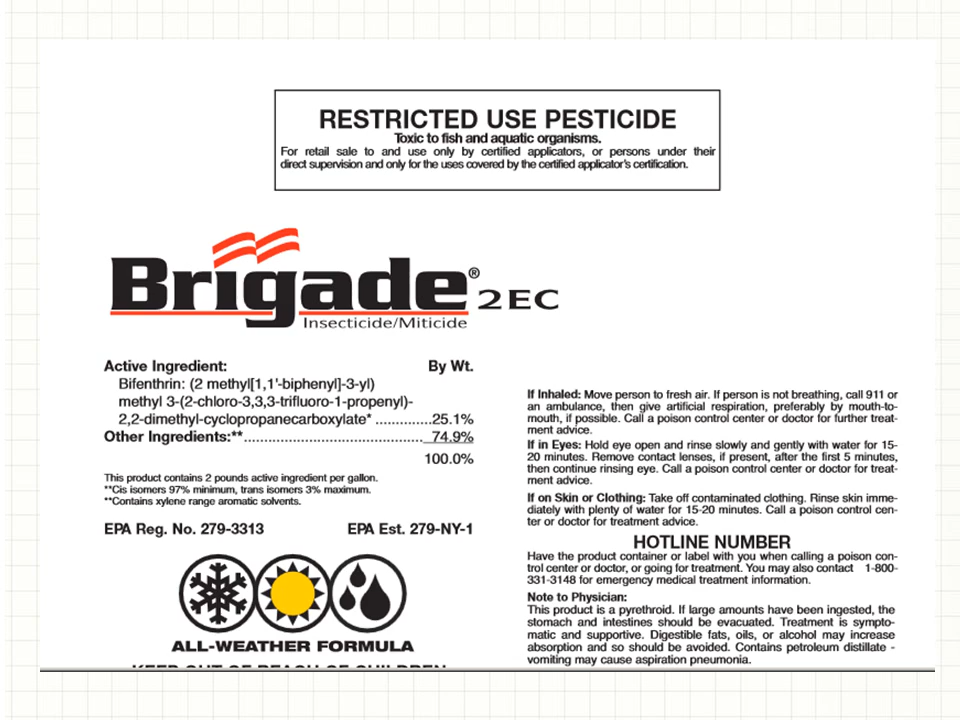 RESTRICTED USE PESTICIDE
Toxic to fish and aquatic organisms.
For retail sale to and use only by certified applicators, or persons under their
direct supervision and only for the uses covered by the certified applicator's certification.
Brigade® 2EC
Insecticide/Miticide
Active Ingredient: By Wt.
Bifenthrin: (2 methyl[1,1'-biphenyl]-3-yl)
methyl 3-(2-chloro-3,3,3-trifluoro-1-propenyl)-
2,2-dimethyl-cyclopropanecarboxylate* ..............25.1%
Other Ingredients:**............................................ 74.9%
100.0%
This product contains 2 pounds active ingredient per gallon.
**Cis isomers 97% minimum, trans isomers 3% maximum.
**Contains xylene range aromatic solvents.
EPA Reg. No. 279-3313 EPA Est. 279-NY-1
ALL-WEATHER FORMULA
KEEP OUT OF REACH OF CHILDREN
If Inhaled: Move person to fresh air. If person is not breathing, call 911 or
an ambulance, then give artificial respiration, preferably by mouth-to-
mouth, if possible. Call a poison control center or doctor for further treat-
ment advice.
If in Eyes: Hold eye open and rinse slowly and gently with water for 15-
20 minutes. Remove contact lenses, if present, after the first 5 minutes,
then continue rinsing eye. Call a poison control center or doctor for treat-
ment advice.
If on Skin or Clothing: Take off contaminated clothing. Rinse skin imme-
diately with plenty of water for 15-20 minutes. Call a poison control cen-
ter or doctor for treatment advice.
HOTLINE NUMBER
Have the product container or label with you when calling a poison con-
trol center or doctor, or going for treatment. You may also contact 1-800-
331-3148 for emergency medical treatment information.
Note to Physician:
This product is a pyrethroid. If large amounts have been ingested, the
stomach and intestines should be evacuated. Treatment is sympto-
matic and supportive. Digestible fats, oils, or alcohol may increase
absorption and so should be avoided. Contains petroleum distillate -
vomiting may cause aspiration pneumonia.